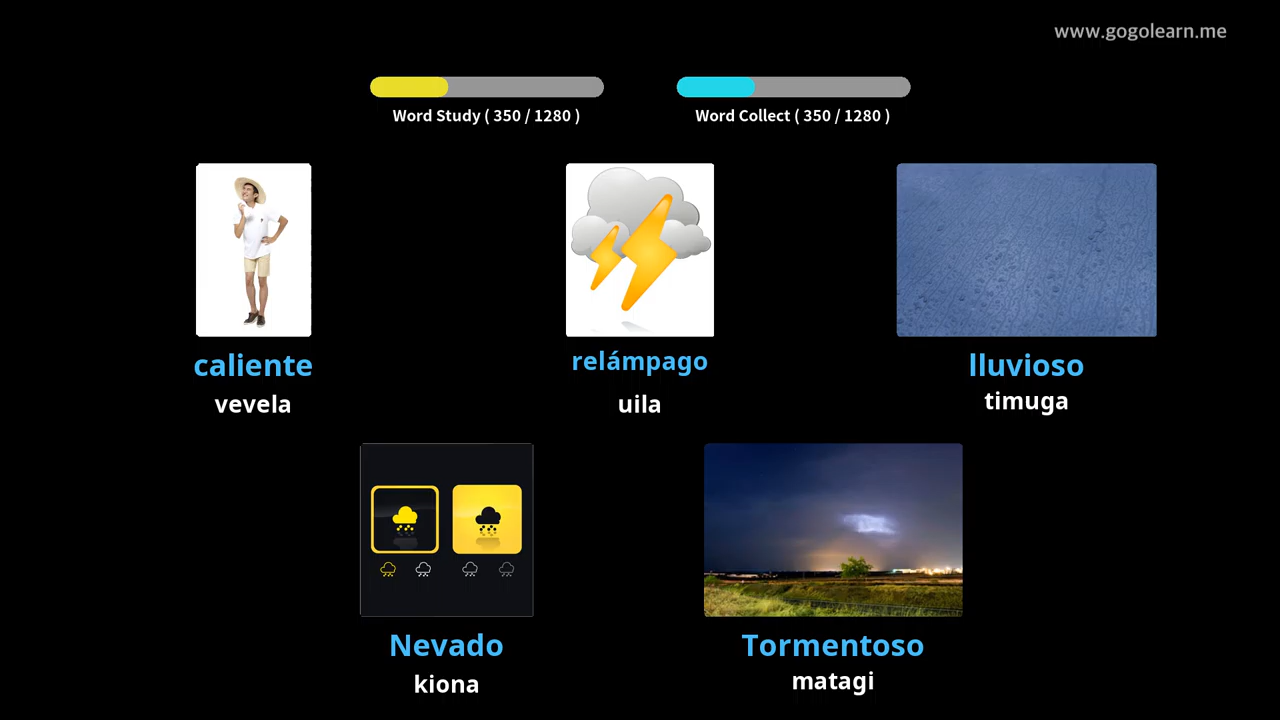 www.gogolearn.me
Word Study ( 350 / 1280 )
Word Collect ( 350 / 1280 )
caliente
vevela
relámpago
uila
lluvioso
timuga
Nevado
kiona
Tormentoso
matagi